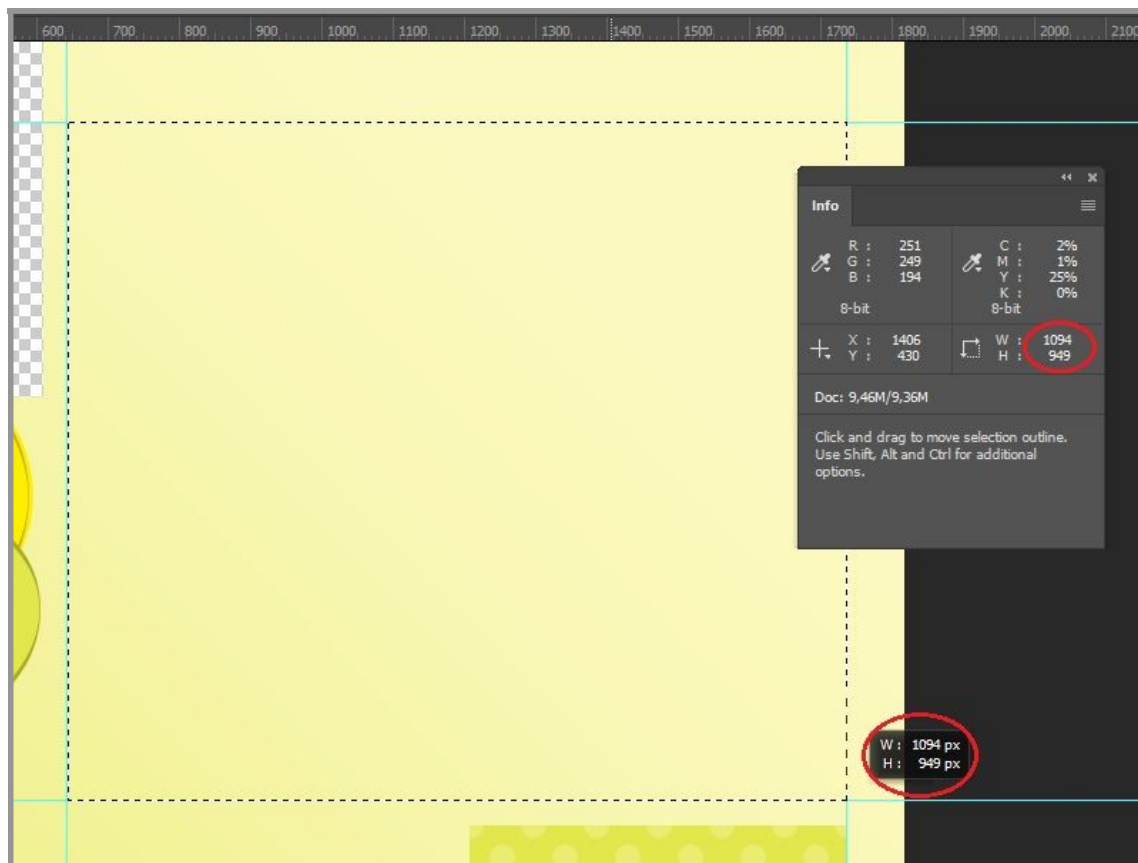 600 700 800 900 1000 1100 1200 1300 1400 1500 1600 1700 1800 1900 2000 2100
Info
R : 251 C : 2%
G : 249 M : 1%
B : 194 Y : 25%
K : 0%
8-bit 8-bit
X : 1406 W : 1094
Y : 430 H : 949
Doc: 9,46M/9,36M
Click and drag to move selection outline.
Use Shift, Alt and Ctrl for additional
options.
W : 1094 px
H : 949 px